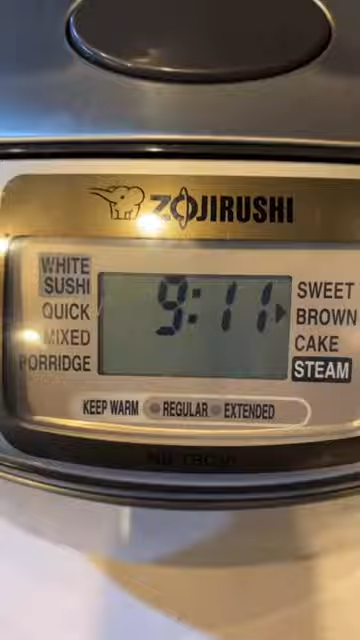 ZOJIRUSHI
WHITE
SUSHI
QUICK
MIXED
PORRIDGE
9:11
SWEET
BROWN
CAKE
STEAM
KEEP WARM REGULAR EXTENDED